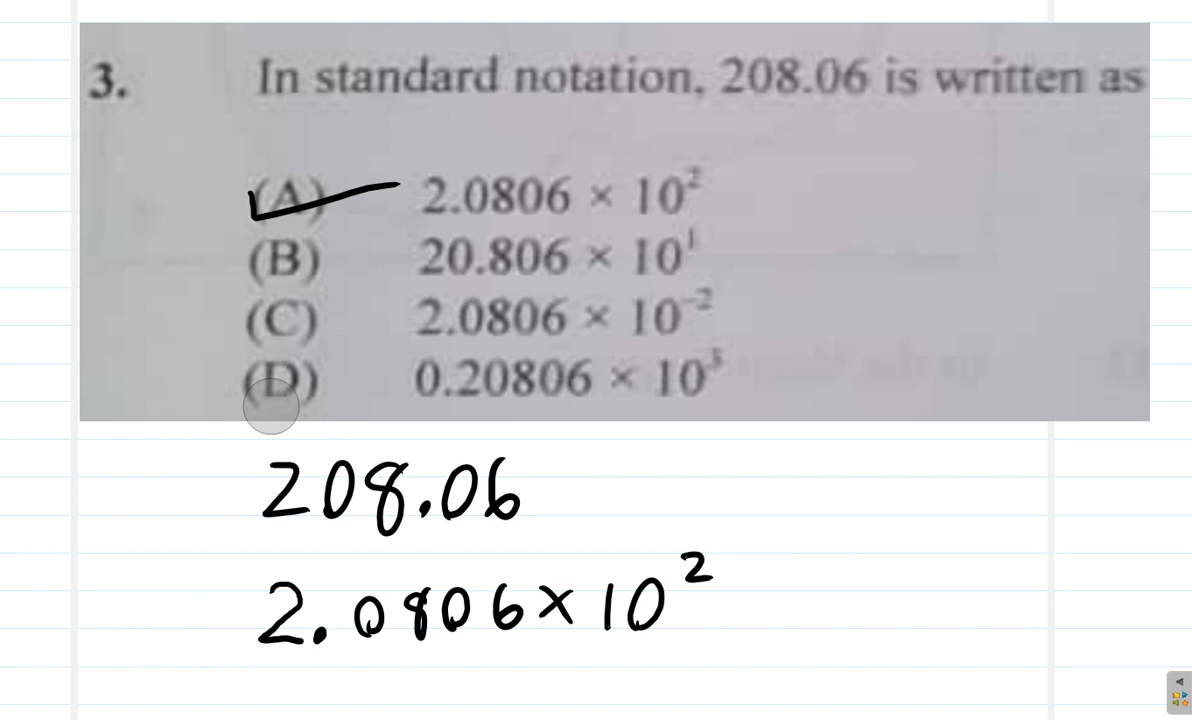 3. In standard notation, 208.06 is written as
(A) 2.0806 × 10²
(B) 20.806 × 10¹
(C) 2.0806 × 10⁻²
(D) 0.20806 × 10³
208.06
2.0806 × 10²